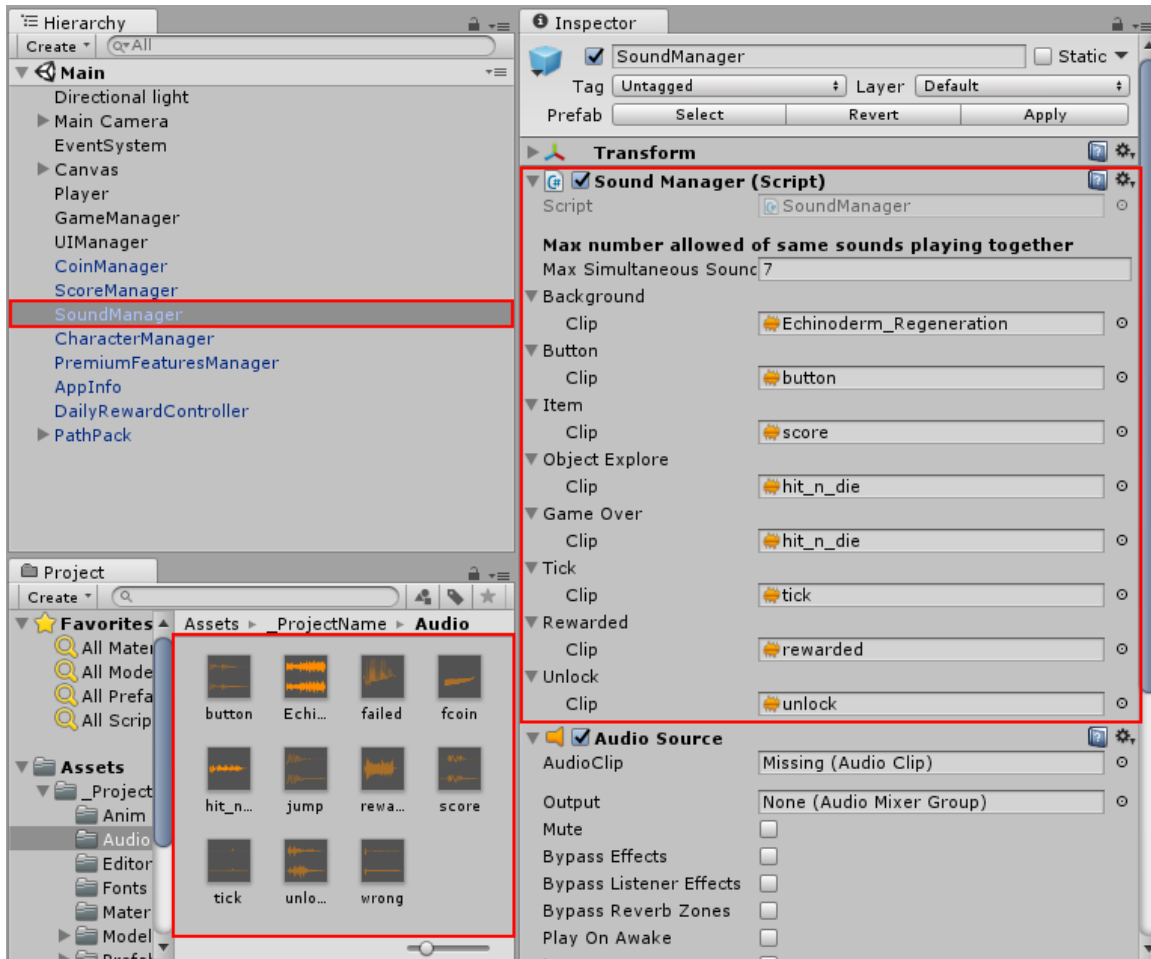 Hierarchy
Create
All
Main
Directional light
Main Camera
EventSystem
Canvas
Player
GameManager
UIManager
CoinManager
ScoreManager
SoundManager
CharacterManager
PremiumFeaturesManager
AppInfo
DailyRewardController
PathPack
Project
Create
Favorites
All Mater
All Mode
All Prefa
All Scrip
Assets
_Project
Anim
Audio
Editor
Fonts
Mater
Model
Assets _ProjectName Audio
button Echi... failed fcoin
hit_n... jump rewa... score
tick unlo... wrong
Inspector
SoundManager Static
Tag Untagged Layer Default
Prefab Select Revert Apply
Transform
Sound Manager (Script)
Script SoundManager
Max number allowed of same sounds playing together
Max Simultaneous Sound 7
Background
Clip Echinoderm_Regeneration
Button
Clip button
Item
Clip score
Object Explore
Clip hit_n_die
Game Over
Clip hit_n_die
Tick
Clip tick
Rewarded
Clip rewarded
Unlock
Clip unlock
Audio Source
AudioClip Missing (Audio Clip)
Output None (Audio Mixer Group)
Mute
Bypass Effects
Bypass Listener Effects
Bypass Reverb Zones
Play On Awake